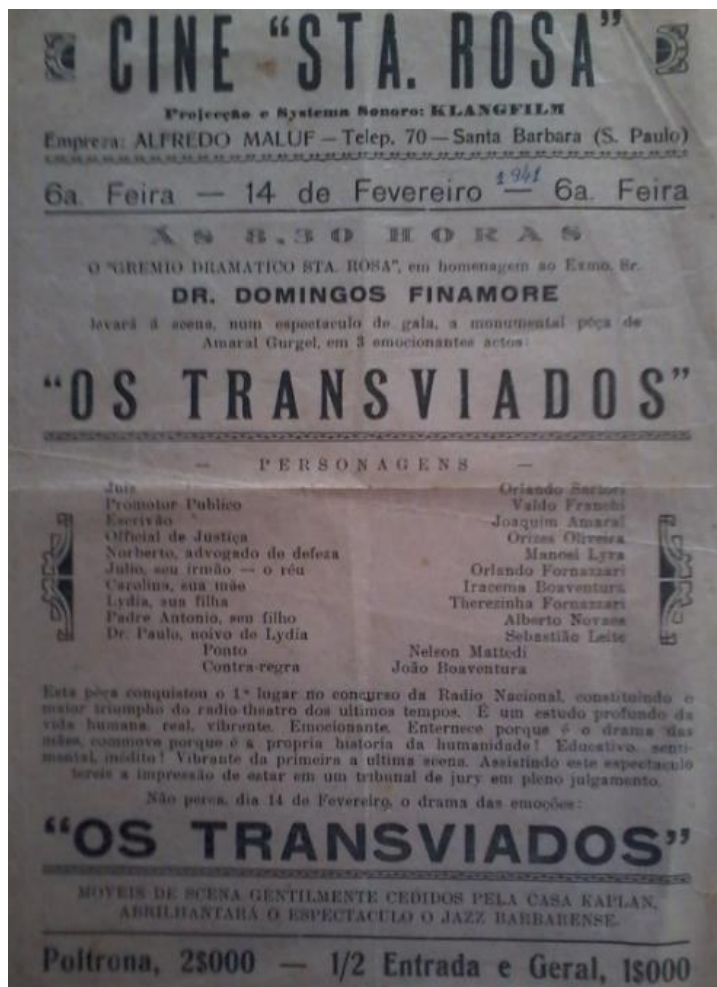 CINE "STA. ROSA"
Projecção e Systema Sonoro: KLANGFILM
Empreza: ALFREDO MALUF — Telep. 70 — Santa Barbara (S. Paulo)
6a. Feira — 14 de Fevereiro — 1941 6a. Feira
ÁS 8,30 HORAS
O "GREMIO DRAMATICO STA. ROSA", em homenagem ao Exmo. Sr.
DR. DOMINGOS FINAMORE
levará á scena, num espectaculo de gala, a monumental péça de
Amaral Gurgel, em 3 emocionantes actos:
"OS TRANSVIADOS"
— PERSONAGENS —
Juiz Orlando Sartori
Promotor Publico Valdo Franchi
Escrivão Joaquim Amaral
Official de Justiça Orizes Oliveira
Norberto, advogado de defeza Manoel Lyra
Julio, seu irmão — o réu Orlando Fornazzari
Carolina, sua mãe Iracema Boaventura
Lydia, sua filha Therezinha Fornazzari
Padre Antonio, seu filho Alberto Novaes
Dr. Paulo, noivo de Lydia Sebastião Leite
Ponto Nelson Mattedi
Contra-regra João Boaventura
Esta péça conquistou o 1.º lugar no concurso da Radio Nacional, constituindo o
maior triumpho do radio-theatro dos ultimos tempos. É um estudo profundo da
vida humana, real, vibrante. Emocionante. Enternece porque é o drama das
mães, commove porque é a propria historia da humanidade! Educativo, senti-
mental, inédito! Vibrante da primeira a ultima scena. Assistindo este espectaculo
tereis a impressão de estar em um tribunal de jury em pleno julgamento.
Não perca, dia 14 de Fevereiro, o drama das emoções:
"OS TRANSVIADOS"
MOVEIS DE SCENA GENTILMENTE CEDIDOS PELA CASA KAPLAN.
ABRILHANTARÁ O ESPECTACULO O JAZZ BARBARENSE.
Poltrona, 2$000 — 1/2 Entrada e Geral, 1$000